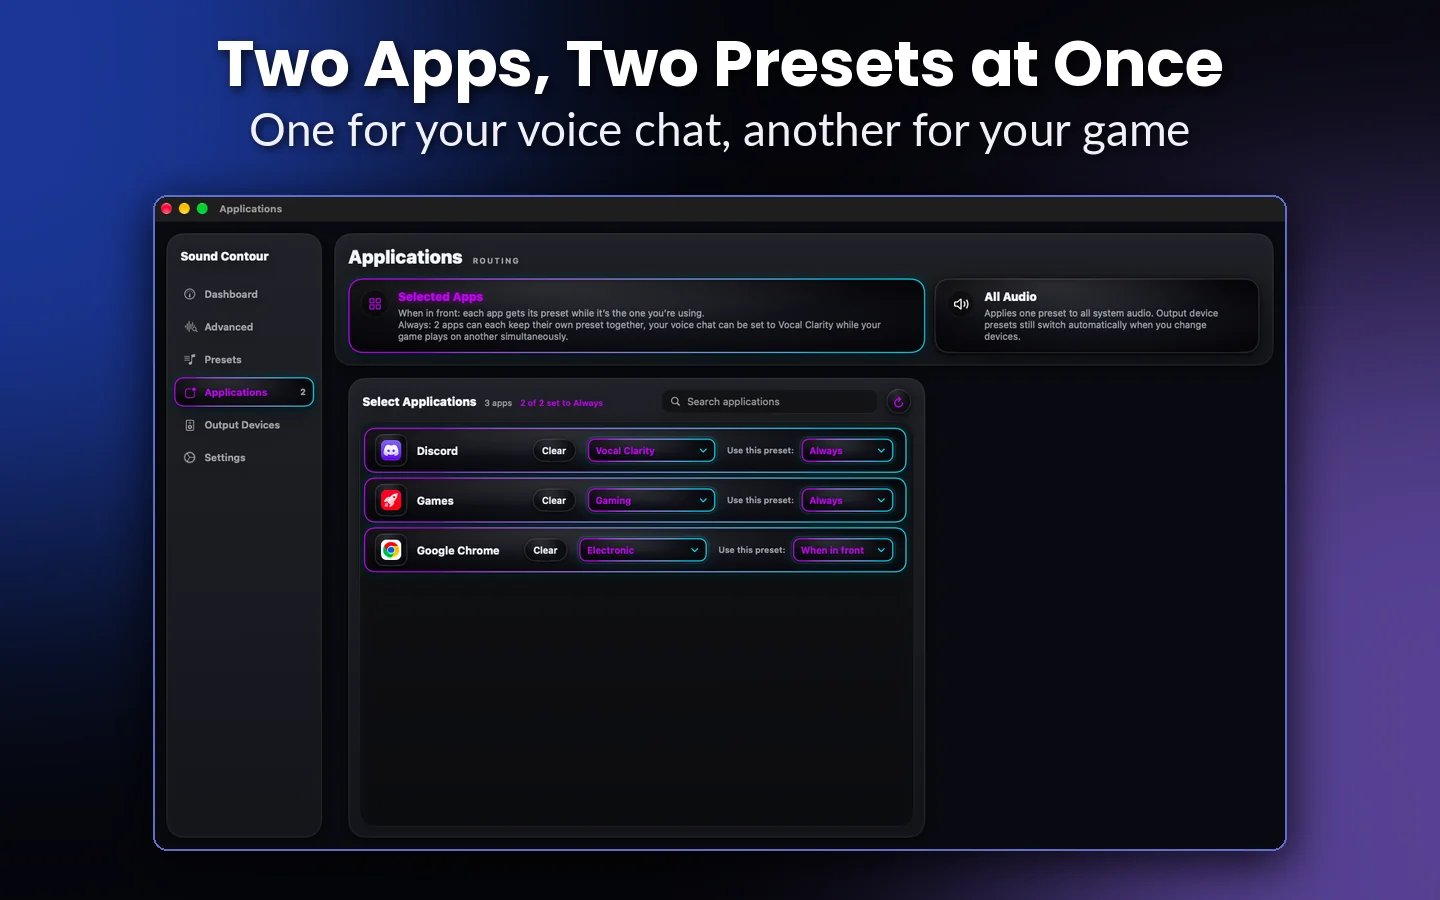 Two Apps, Two Presets at Once
One for your voice chat, another for your game
Applications
Sound Contour
Dashboard
Advanced
Presets
Applications 2
Output Devices
Settings
Applications ROUTING
Selected Apps
When in front: each app gets its preset while it's the one you're using.
Always: 2 apps can each keep their own preset together, your voice chat can be set to Vocal Clarity while your
game plays on another simultaneously.
All Audio
Applies one preset to all system audio. Output device
presets still switch automatically when you change
devices.
Select Applications 3 apps 2 of 2 set to Always Search applications
Discord Clear Vocal Clarity Use this preset: Always
Games Clear Gaming Use this preset: Always
Google Chrome Clear Electronic Use this preset: When in front